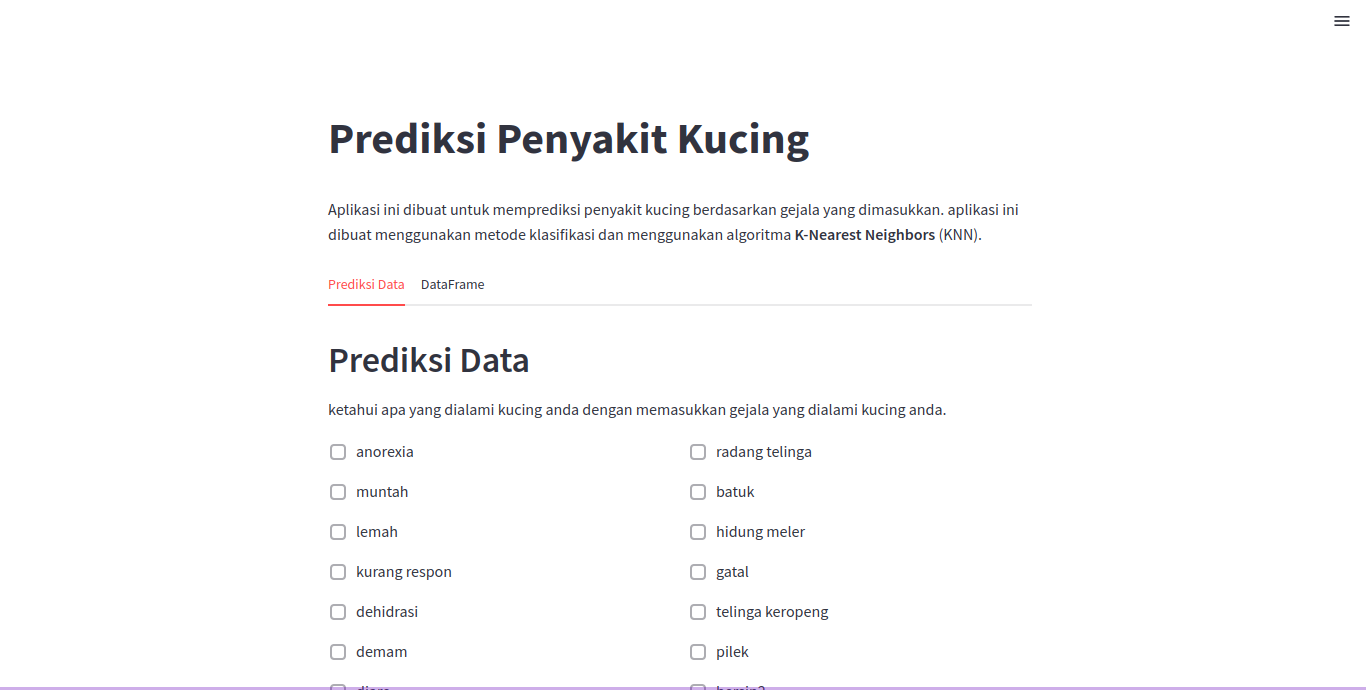 Prediksi Penyakit Kucing
Aplikasi ini dibuat untuk memprediksi penyakit kucing berdasarkan gejala yang dimasukkan. aplikasi ini
dibuat menggunakan metode klasifikasi dan menggunakan algoritma K-Nearest Neighbors (KNN).
Prediksi Data DataFrame
Prediksi Data
ketahui apa yang dialami kucing anda dengan memasukkan gejala yang dialami kucing anda.
anorexia
muntah
lemah
kurang respon
dehidrasi
demam
radang telinga
batuk
hidung meler
gatal
telinga keropeng
pilek